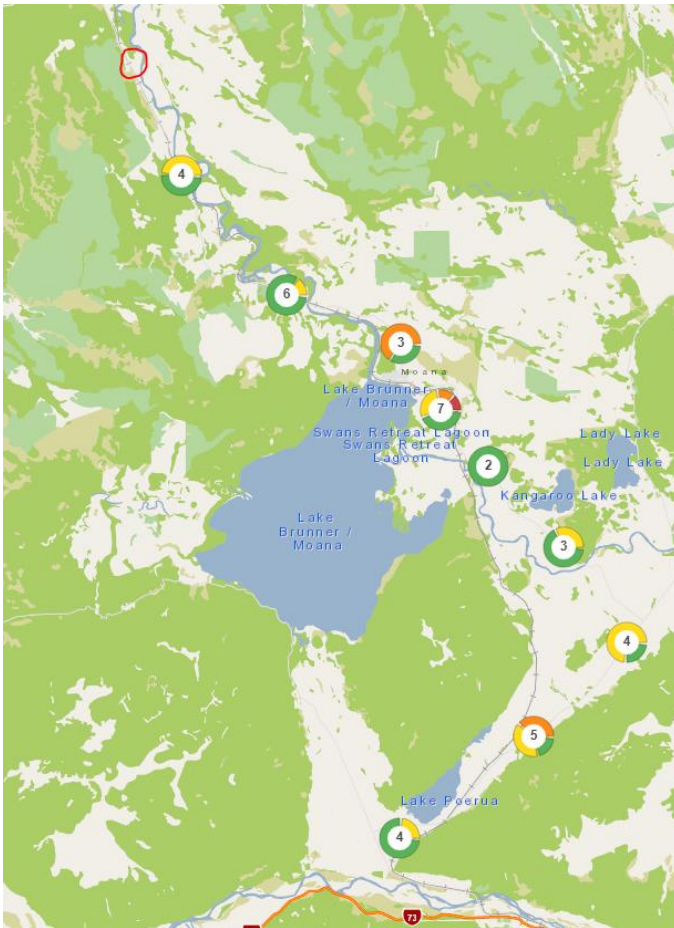 4
6
3
Moana
Lake Brunner
/ Moana
7
Swans Retreat Lagoon
Swans Retreat
Lagoon
2
Lady Lake
Lady Lake
Kangaroo Lake
Lake
Brunner /
Moana
3
4
5
Lake Poerua
4
73